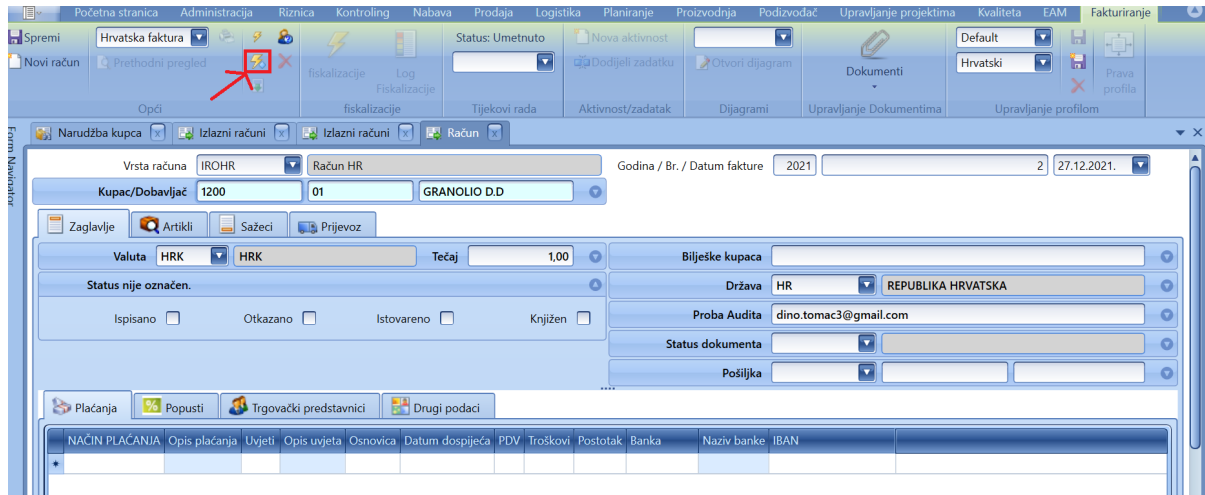 Početna stranica Administracija Riznica Kontroling Nabava Prodaja Logistika Planiranje Proizvodnja Podizvođač Upravljanje projektima Kvaliteta EAM Fakturiranje
Spremi Hrvatska faktura Status: Umetnuto Nova aktivnost Default
Novi račun Prethodni pregled fiskalizacije Log Fiskalizacije Dodijeli zadatku Otvori dijagram Dokumenti Hrvatski Prava profila
Opći fiskalizacije Tijekovi rada Aktivnost/zadatak Dijagrami Upravljanje Dokumentima Upravljanje profilom
Form Navigator
Narudžba kupca Izlazni računi Izlazni računi Račun
Vrsta računa IROHR Račun HR Godina / Br. / Datum fakture 2021 2 27.12.2021.
Kupac/Dobavljač 1200 01 GRANOLIO D.D
Zaglavlje Artikli Sažeci Prijevoz
Valuta HRK HRK Tečaj 1,00 Bilješke kupaca
Status nije označen. Država HR REPUBLIKA HRVATSKA
Ispisano Otkazano Istovareno Knjižen Proba Audita dino.tomac3@gmail.com
Status dokumenta
Pošiljka
Plaćanja Popusti Trgovački predstavnici Drugi podaci
NAČIN PLAĆANJA Opis plaćanja Uvjeti Opis uvjeta Osnovica Datum dospijeća PDV Troškovi Postotak Banka Naziv banke IBAN